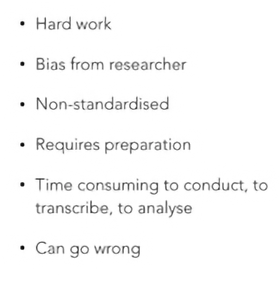 • Hard work
• Bias from researcher
• Non-standardised
• Requires preparation
• Time consuming to conduct, to
transcribe, to analyse
• Can go wrong